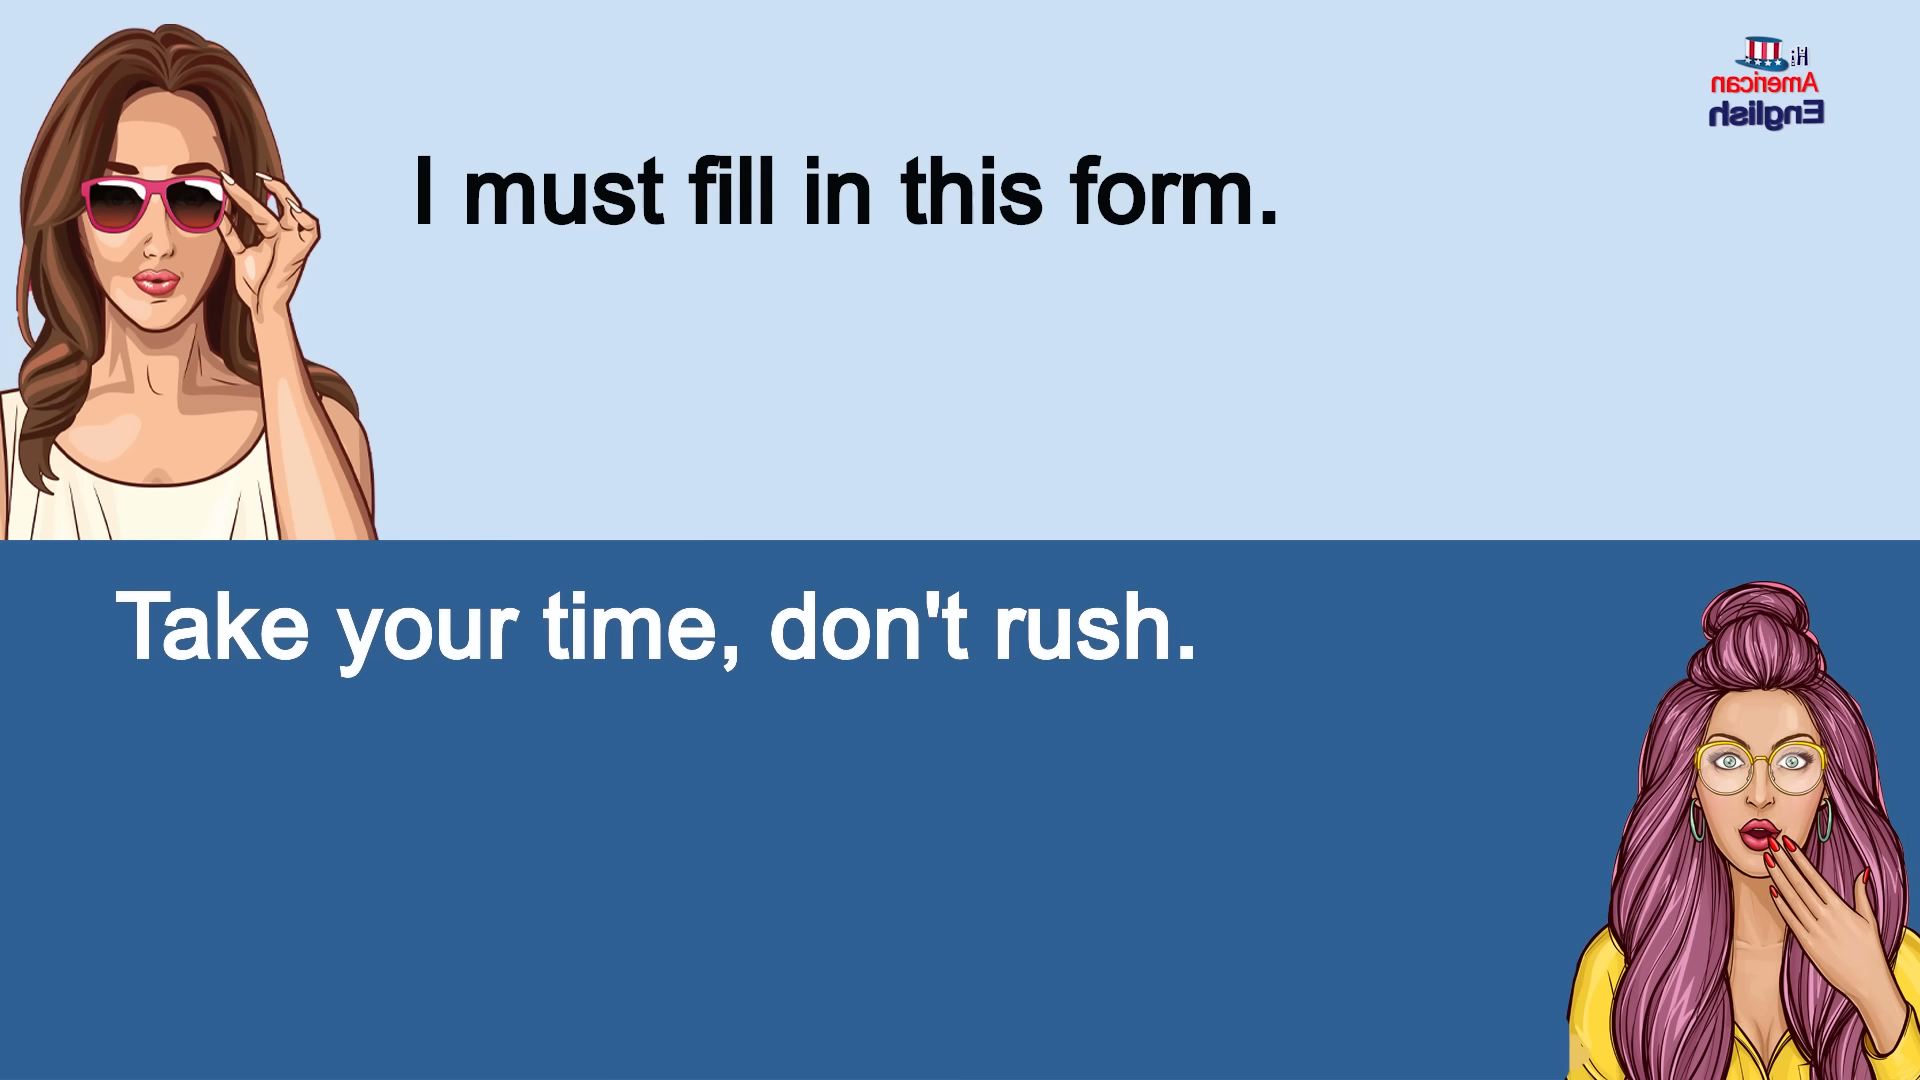 Hi
American
English
I must fill in this form.
Take your time, don't rush.